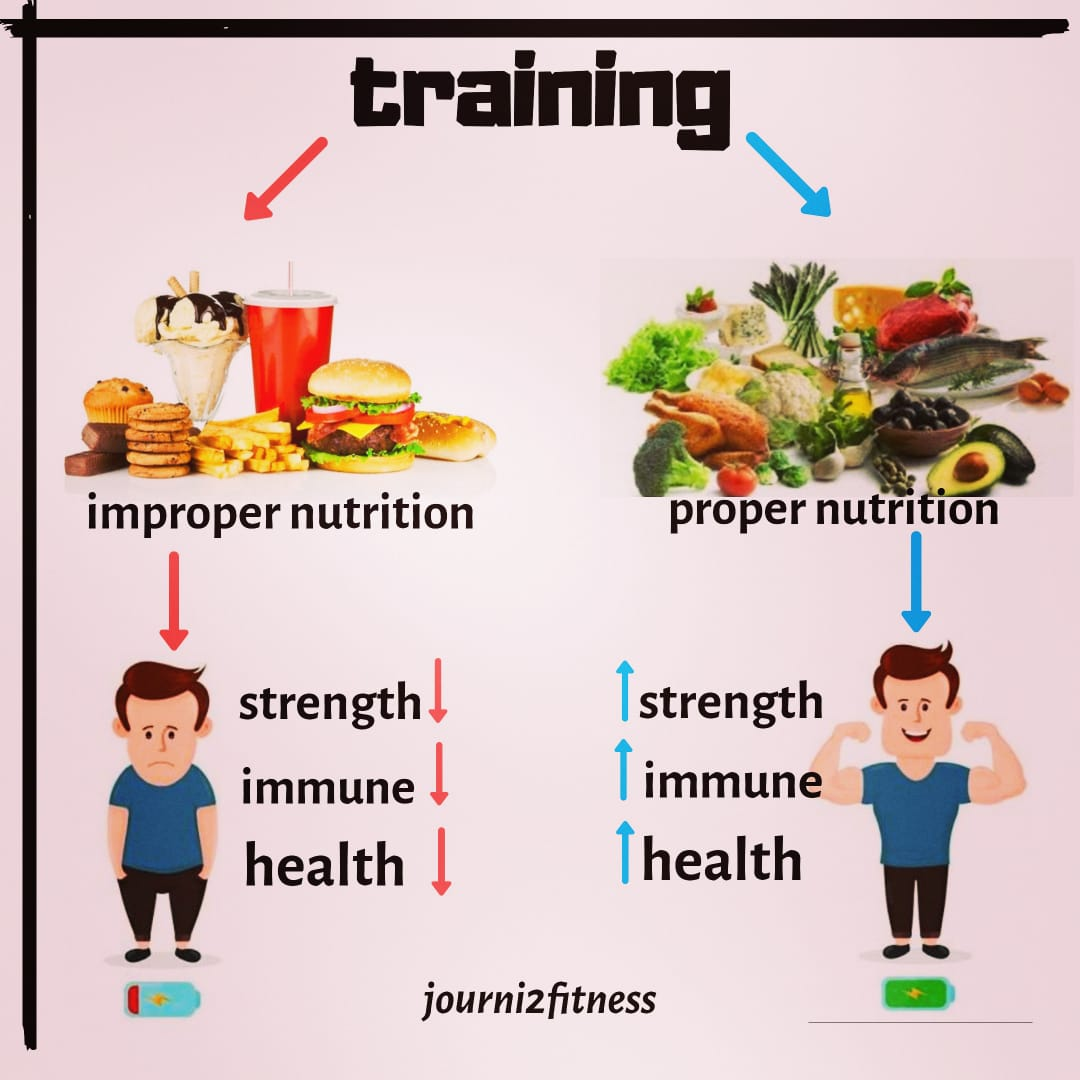 training
improper nutrition
proper nutrition
strength
immune
health
strength
immune
health
journi2fitness